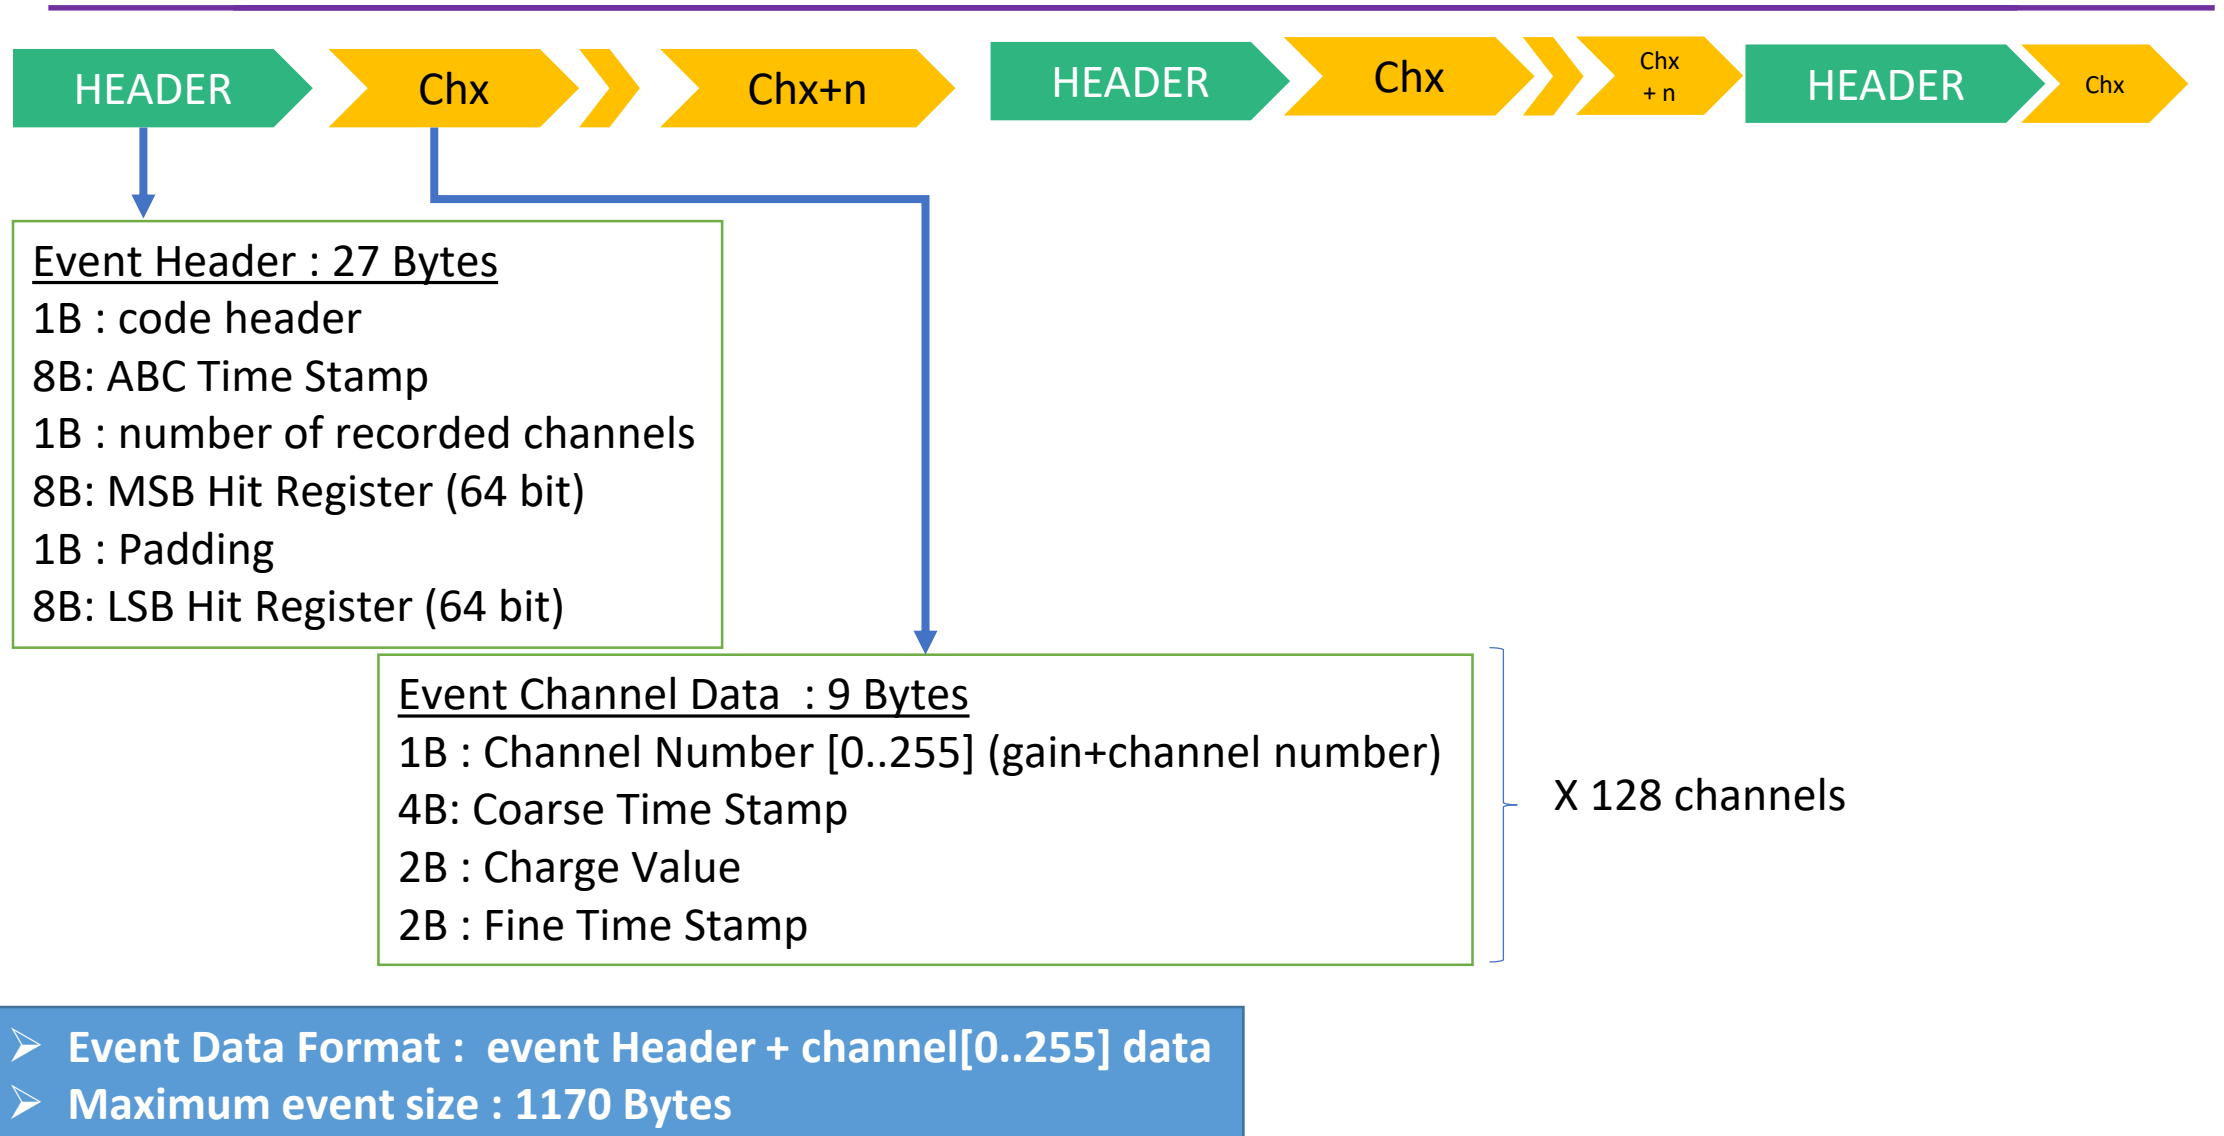 HEADER
Chx
Chx+n
HEADER
Chx
Chx
+ n
HEADER
Chx
Event Header : 27 Bytes
1B : code header
8B: ABC Time Stamp
1B : number of recorded channels
8B: MSB Hit Register (64 bit)
1B : Padding
8B: LSB Hit Register (64 bit)
Event Channel Data  : 9 Bytes
1B : Channel Number [0..255] (gain+channel number)
4B: Coarse Time Stamp
2B : Charge Value
2B : Fine Time Stamp
X 128 channels
➢ Event Data Format :  event Header + channel[0..255] data
➢ Maximum event size : 1170 Bytes